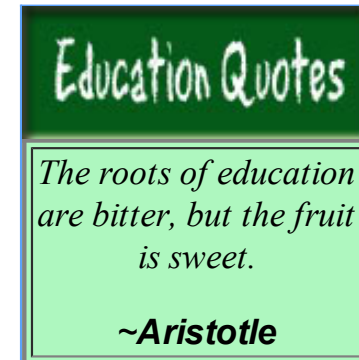 Education Quotes
The roots of education
are bitter, but the fruit
is sweet.
~Aristotle